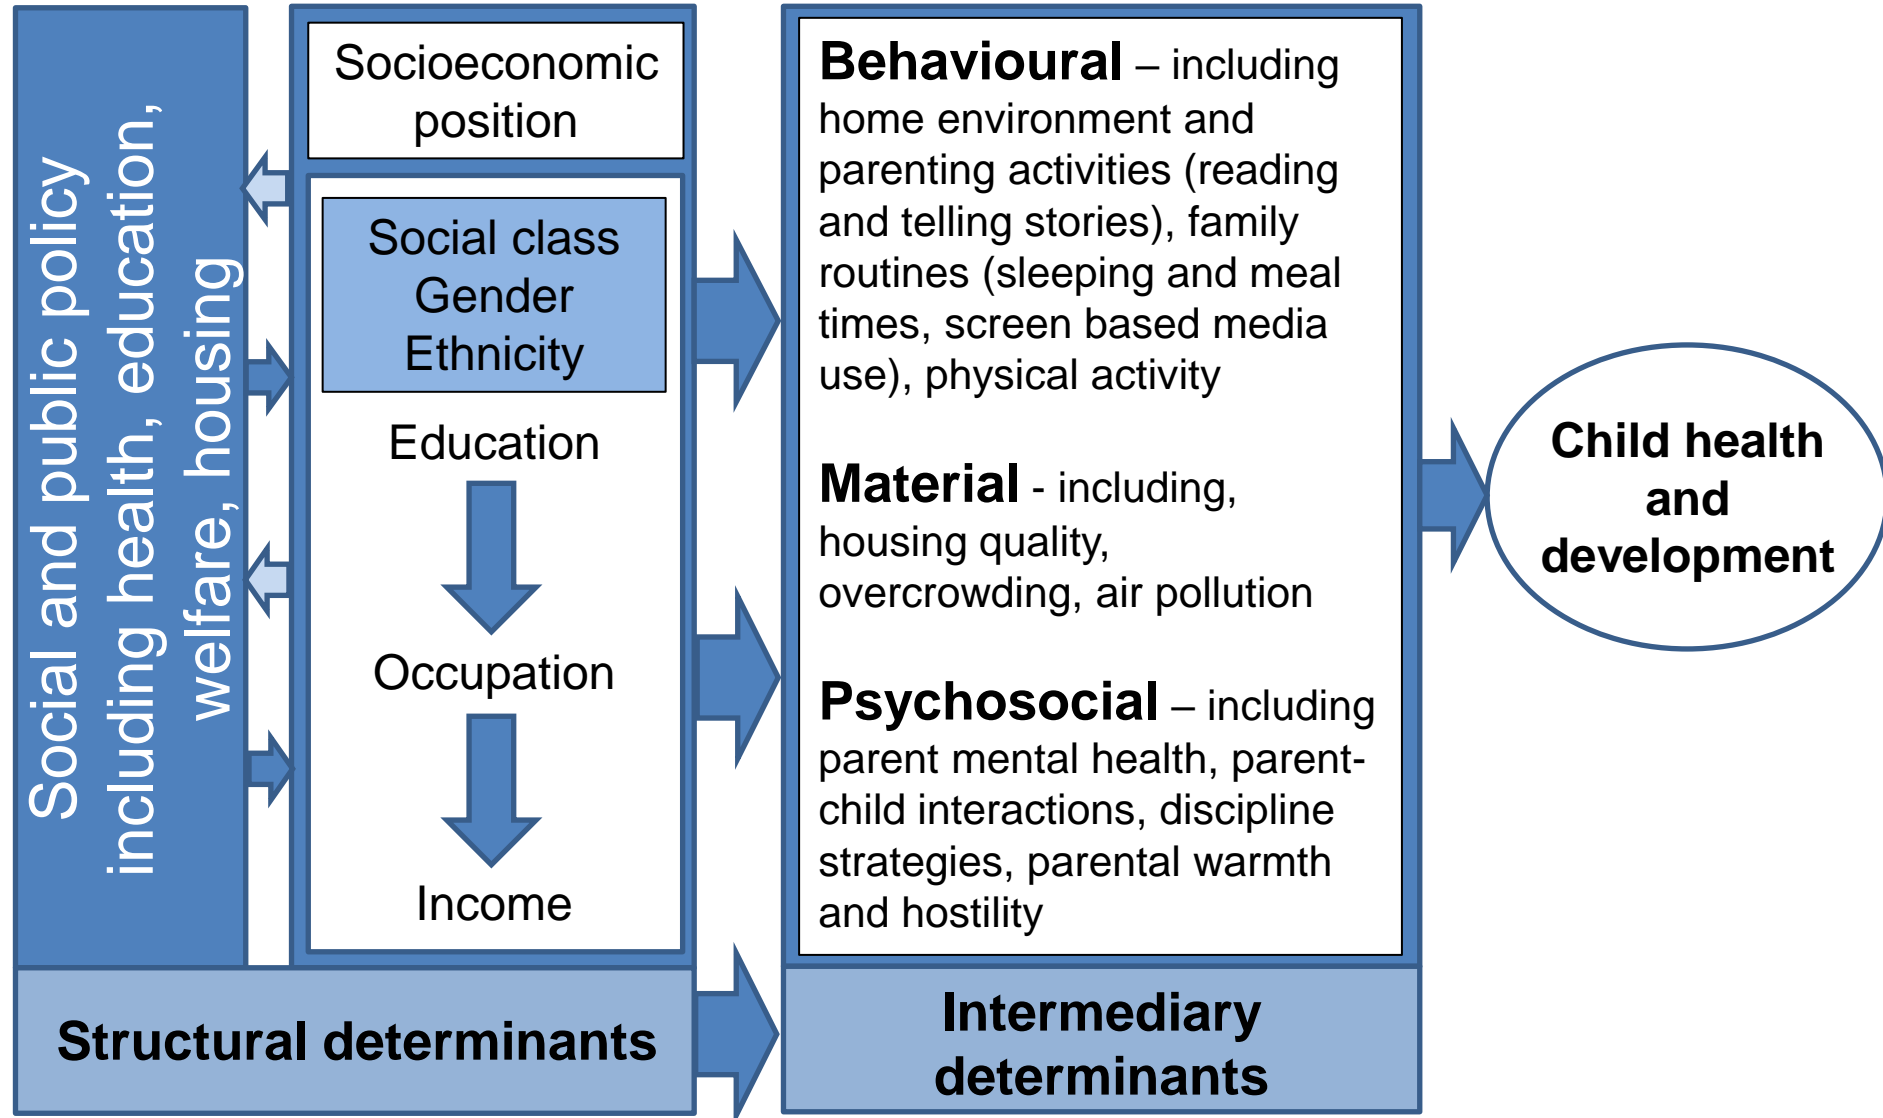 Social and public policy
including health, education,
welfare, housing
Socioeconomic
position
Social class
Gender
Ethnicity
Education
Occupation
Income
Structural determinants
Behavioural – including
home environment and
parenting activities (reading
and telling stories), family
routines (sleeping and meal
times, screen based media
use), physical activity
Material - including,
housing quality,
overcrowding, air pollution
Psychosocial – including
parent mental health, parent-
child interactions, discipline
strategies, parental warmth
and hostility
Intermediary
determinants
Child health
and
development